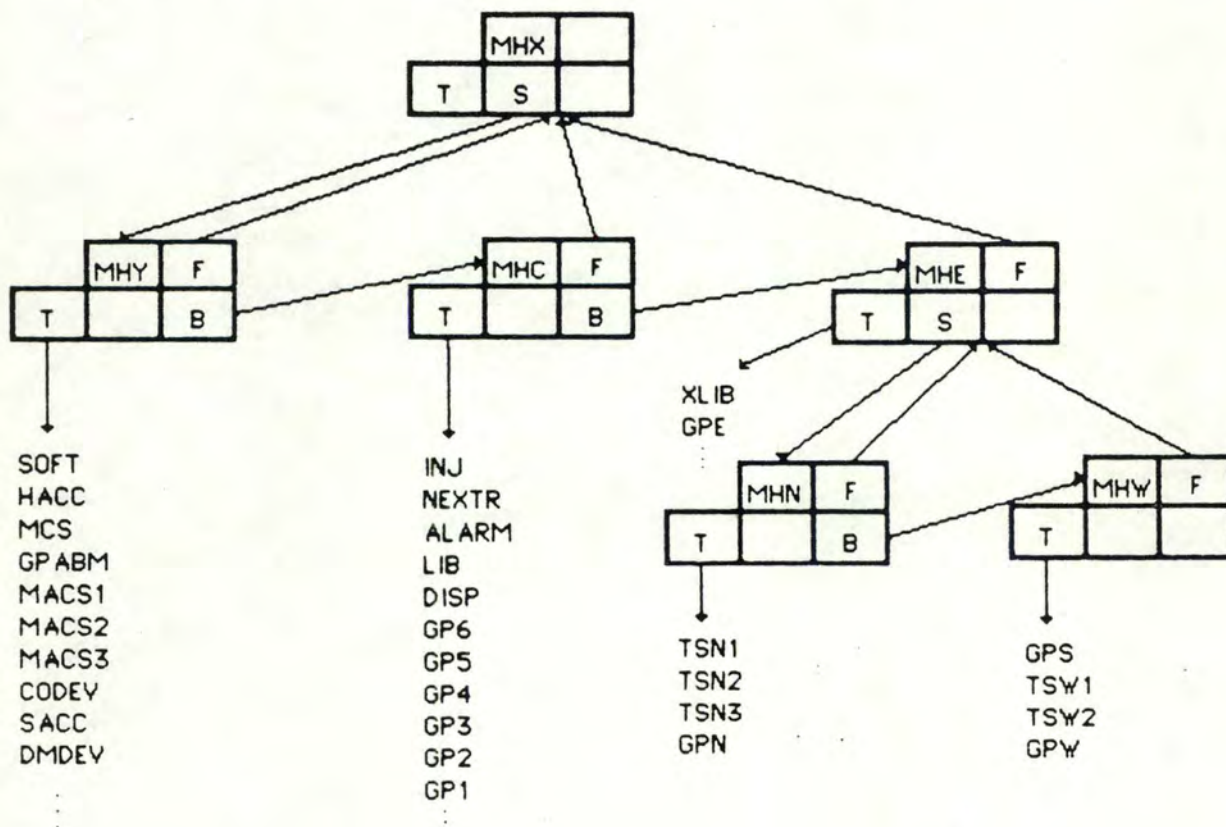 MHX
T S
MHY F
T B
MHC F
T B
MHE F
T S
SOFT
HACC
MCS
GPABM
MACS1
MACS2
MACS3
CODEV
SACC
DMDEV
INJ
NEXTR
ALARM
LIB
DISP
GP6
GP5
GP4
GP3
GP2
GP1
XLIB
GPE
MHN F
T B
MHW F
T
TSN1
TSN2
TSN3
GPN
GPS
TSW1
TSW2
GPW